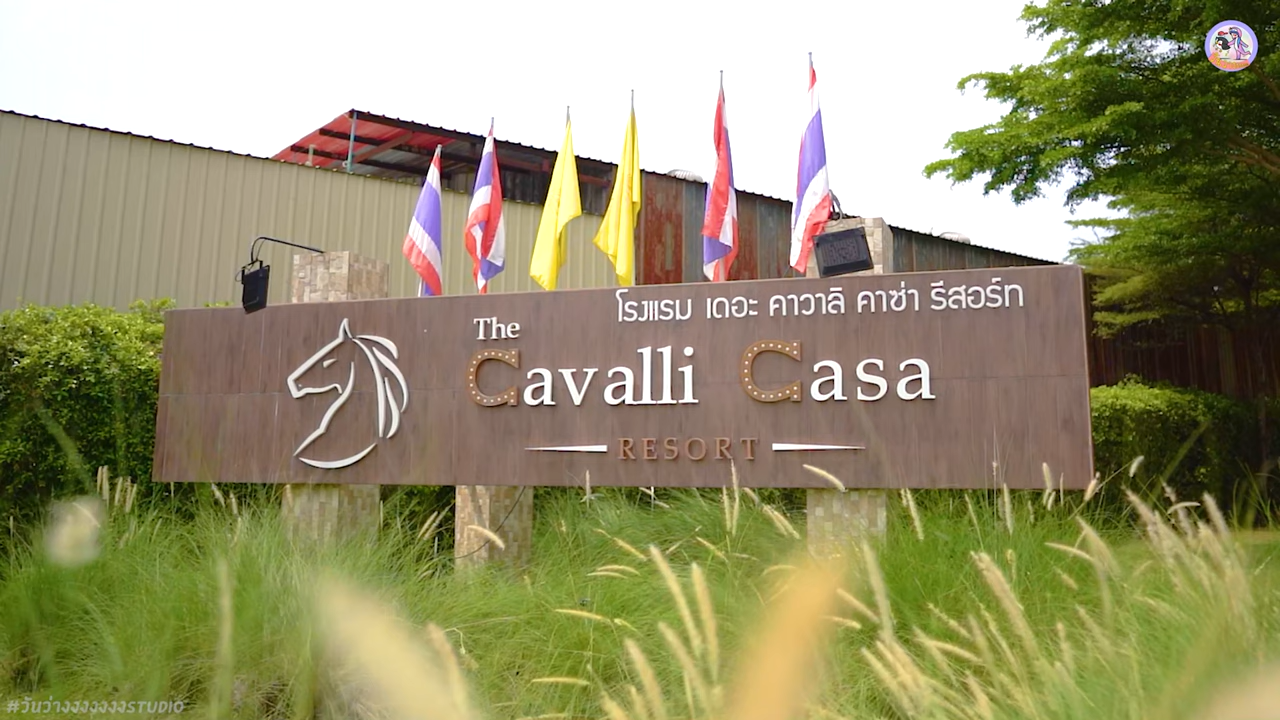 โรงแรม เดอะ คาวาลิ คาซ่า รีสอร์ท
The
Cavalli Casa
RESORT
#วันว่างงงงงงงSTUDIO